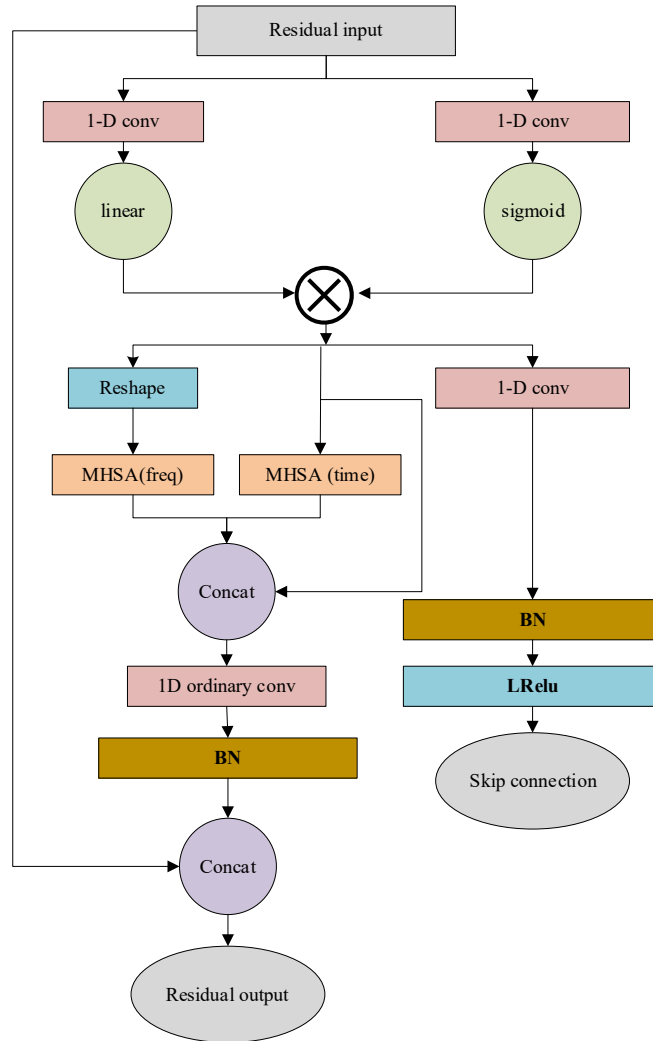 Residual input
1-D conv
1-D conv
linear
sigmoid
Reshape
1-D conv
MHSA(freq)
MHSA (time)
Concat
BN
1D ordinary conv
LRelu
BN
Skip connection
Concat
Residual output